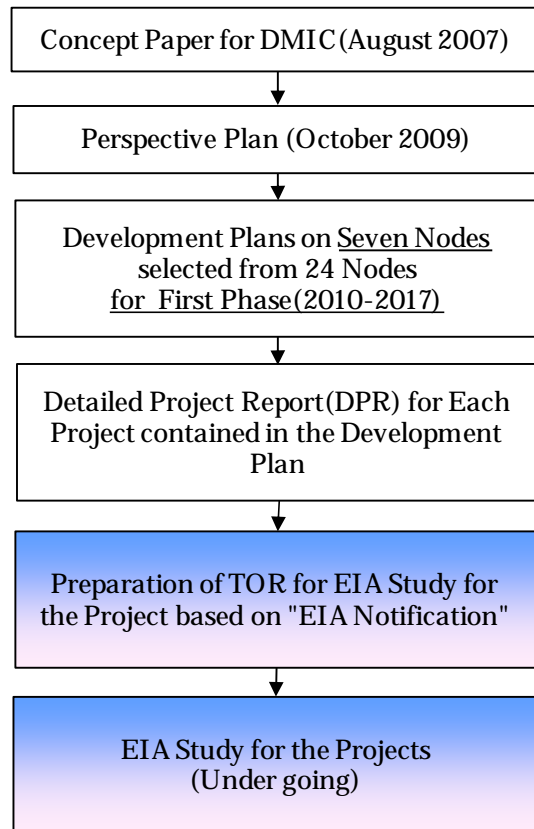 Concept Paper for DMIC(August 2007)
Perspective Plan (October 2009)
Development Plans on Seven Nodes
selected from 24 Nodes
for First Phase(2010-2017)
Detailed Project Report(DPR) for Each
Project contained in the Development
Plan
Preparation of TOR for EIA Study for
the Project based on "EIA Notification"
EIA Study for the Projects
(Under going)